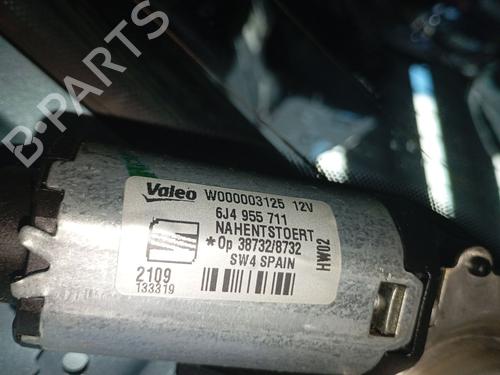 B-PARTS
Valeo W000003125 12V
6J4 955 711
NAHENTSTOERT
*Op 38732/8732
SW4 SPAIN
HW02
2109
133319